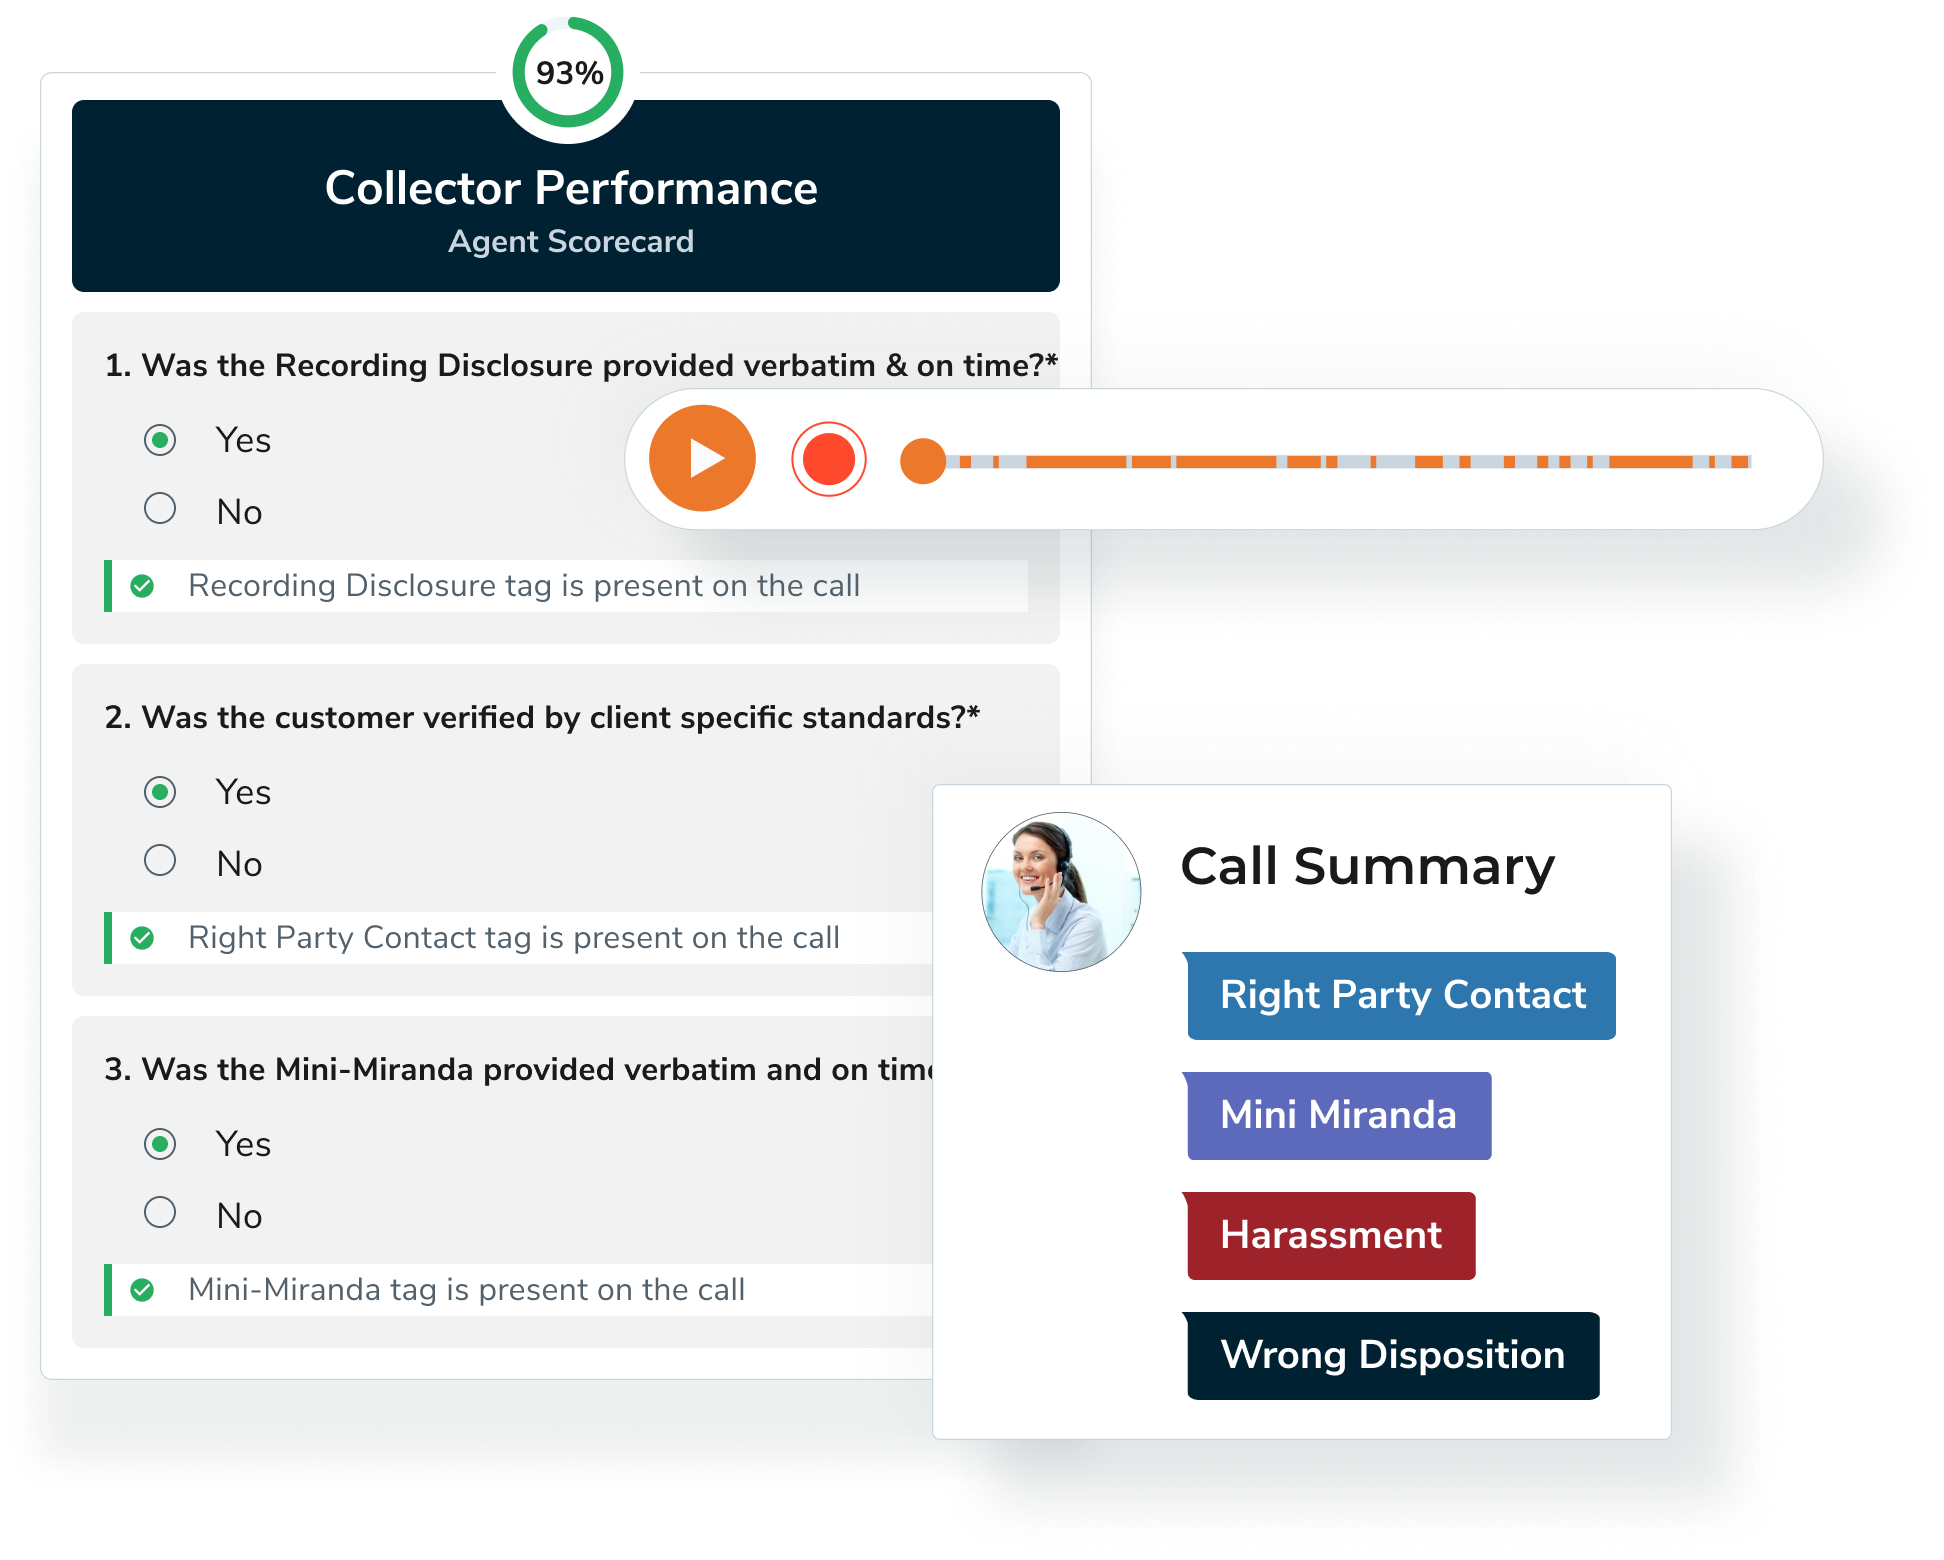 93%
Collector Performance
Agent Scorecard
1. Was the Recording Disclosure provided verbatim & on time?*
Yes
No
Recording Disclosure tag is present on the call
2. Was the customer verified by client specific standards?*
Yes
No
Right Party Contact tag is present on the call
3. Was the Mini-Miranda provided verbatim and on
Yes
No
Mini-Miranda tag is present on the call
Call Summary
Right Party Contact
Mini Miranda
Harassment
Wrong Disposition